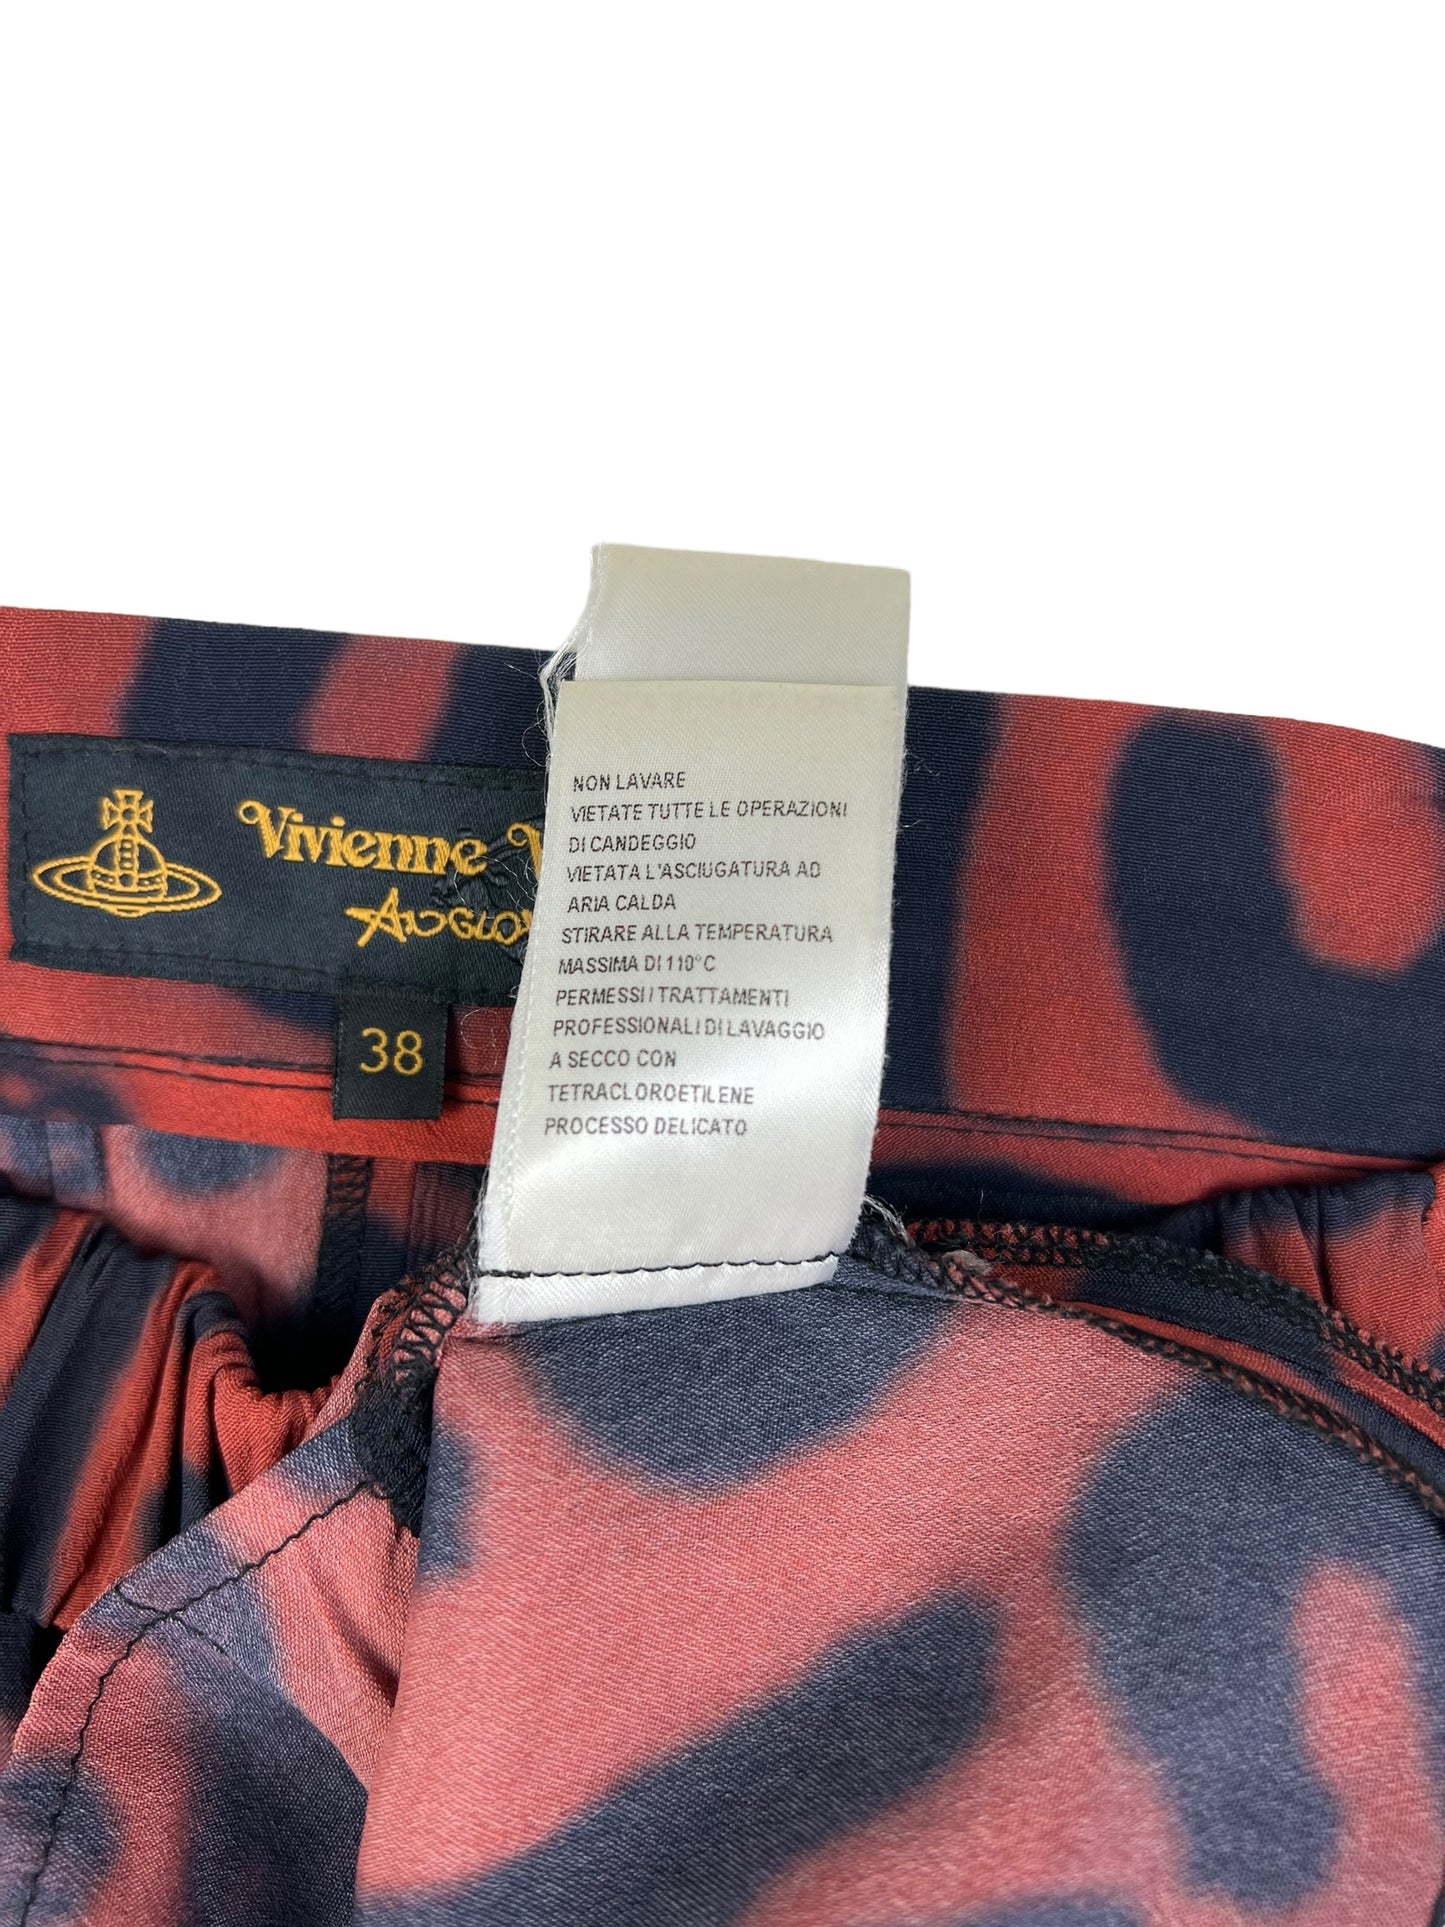 Vivienne
38
NON LAVARE
VIETATE TUTTE LE OPERAZIONI
DI CANDEGGIO
VIETATA L'ASCIUGATURA AD
ARIA CALDA
STIRARE ALLA TEMPERATURA
MASSIMA DI 110°C
PERMESSI I TRATTAMENTI
PROFESSIONALI DI LAVAGGIO
A SECCO CON
TETRACLOROETILENE
PROCESSO DELICATO